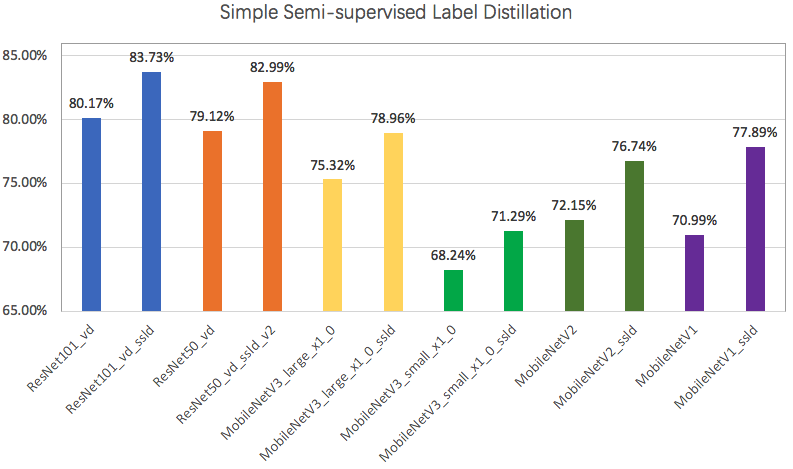 Simple Semi-supervised Label Distillation
85.00%
80.00%
75.00%
70.00%
65.00%
80.17%
83.73%
79.12%
82.99%
75.32%
78.96%
68.24%
71.29%
72.15%
76.74%
70.99%
77.89%
ResNet101_vd
ResNet101_vd_ssld
ResNet50_vd
ResNet50_vd_ssld_v2
MobileNetV3_large_x1_0
MobileNetV3_large_x1_0_ssld
MobileNetV3_small_x1_0
MobileNetV3_small_x1_0_ssld
MobileNetV2
MobileNetV2_ssld
MobileNetV1
MobileNetV1_ssld